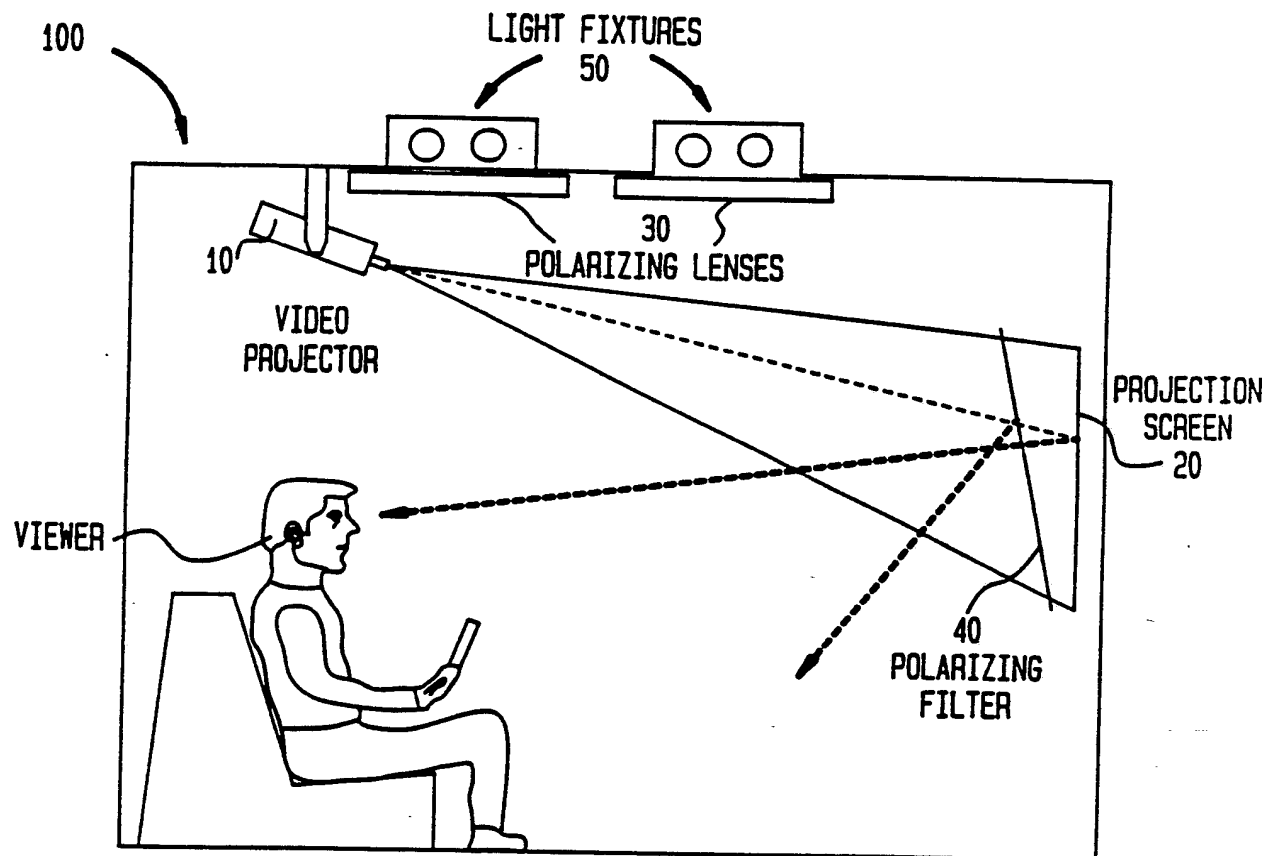 100
LIGHT FIXTURES
50
30
POLARIZING LENSES
10
VIDEO
PROJECTOR
PROJECTION
SCREEN
20
VIEWER
40
POLARIZING
FILTER